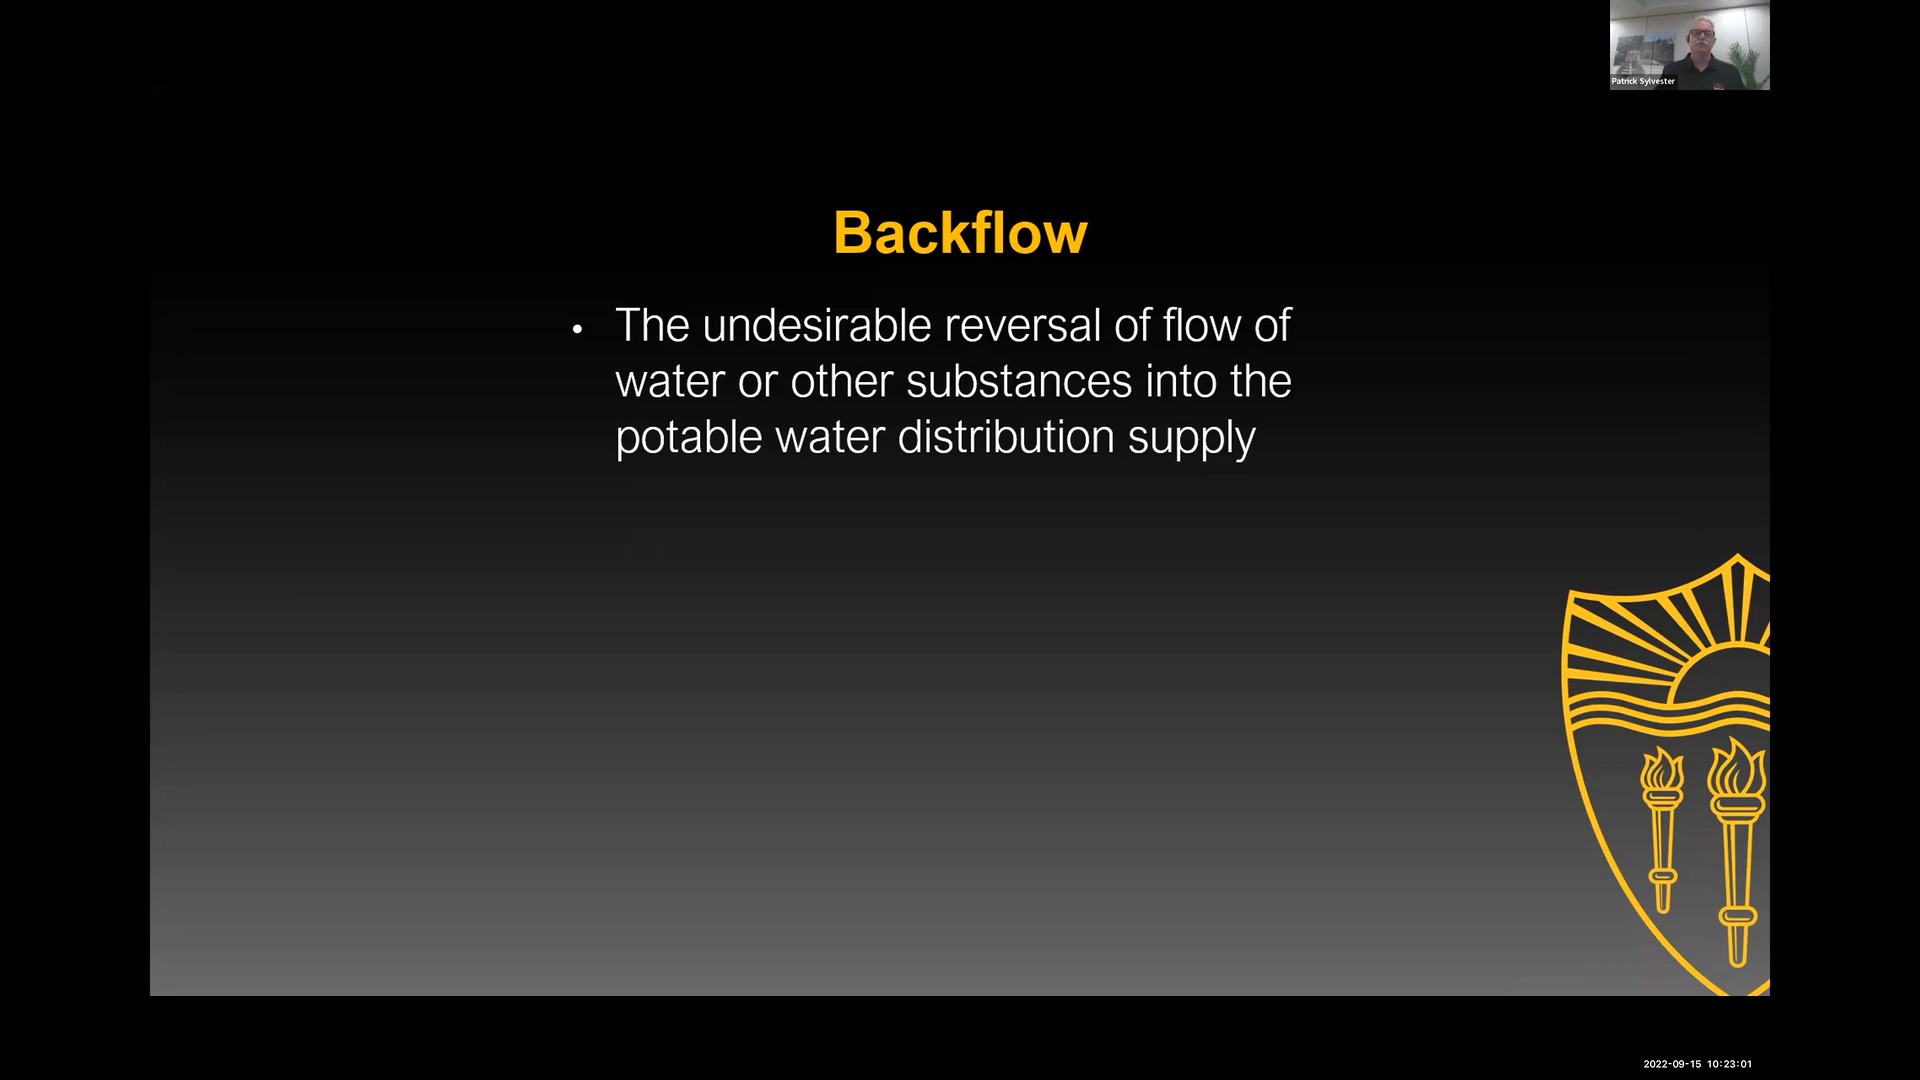 Patrick Sylvester
Backflow
• The undesirable reversal of flow of
water or other substances into the
potable water distribution supply
2022-09-15 10:23:01